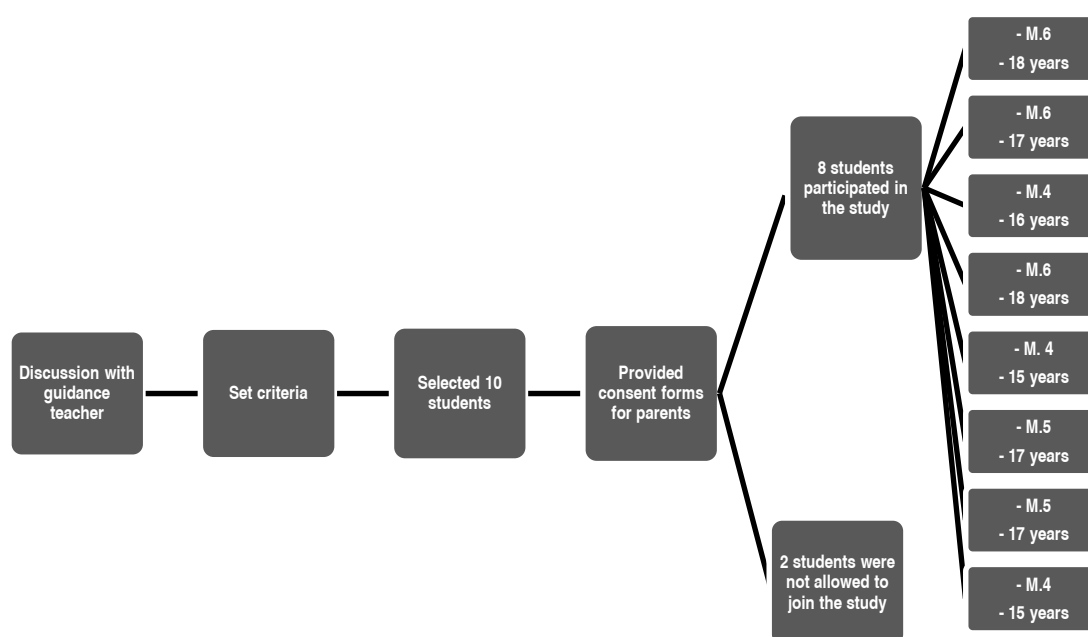 Discussion with
guidance
teacher
Set criteria
Selected 10
students
Provided
consent forms
for parents
8 students
participated in
the study
2 students were
not allowed to
join the study
- M.6
- 18 years
- M.6
- 17 years
- M.4
- 16 years
- M.6
- 18 years
- M. 4
- 15 years
- M.5
- 17 years
- M.5
- 17 years
- M.4
- 15 years